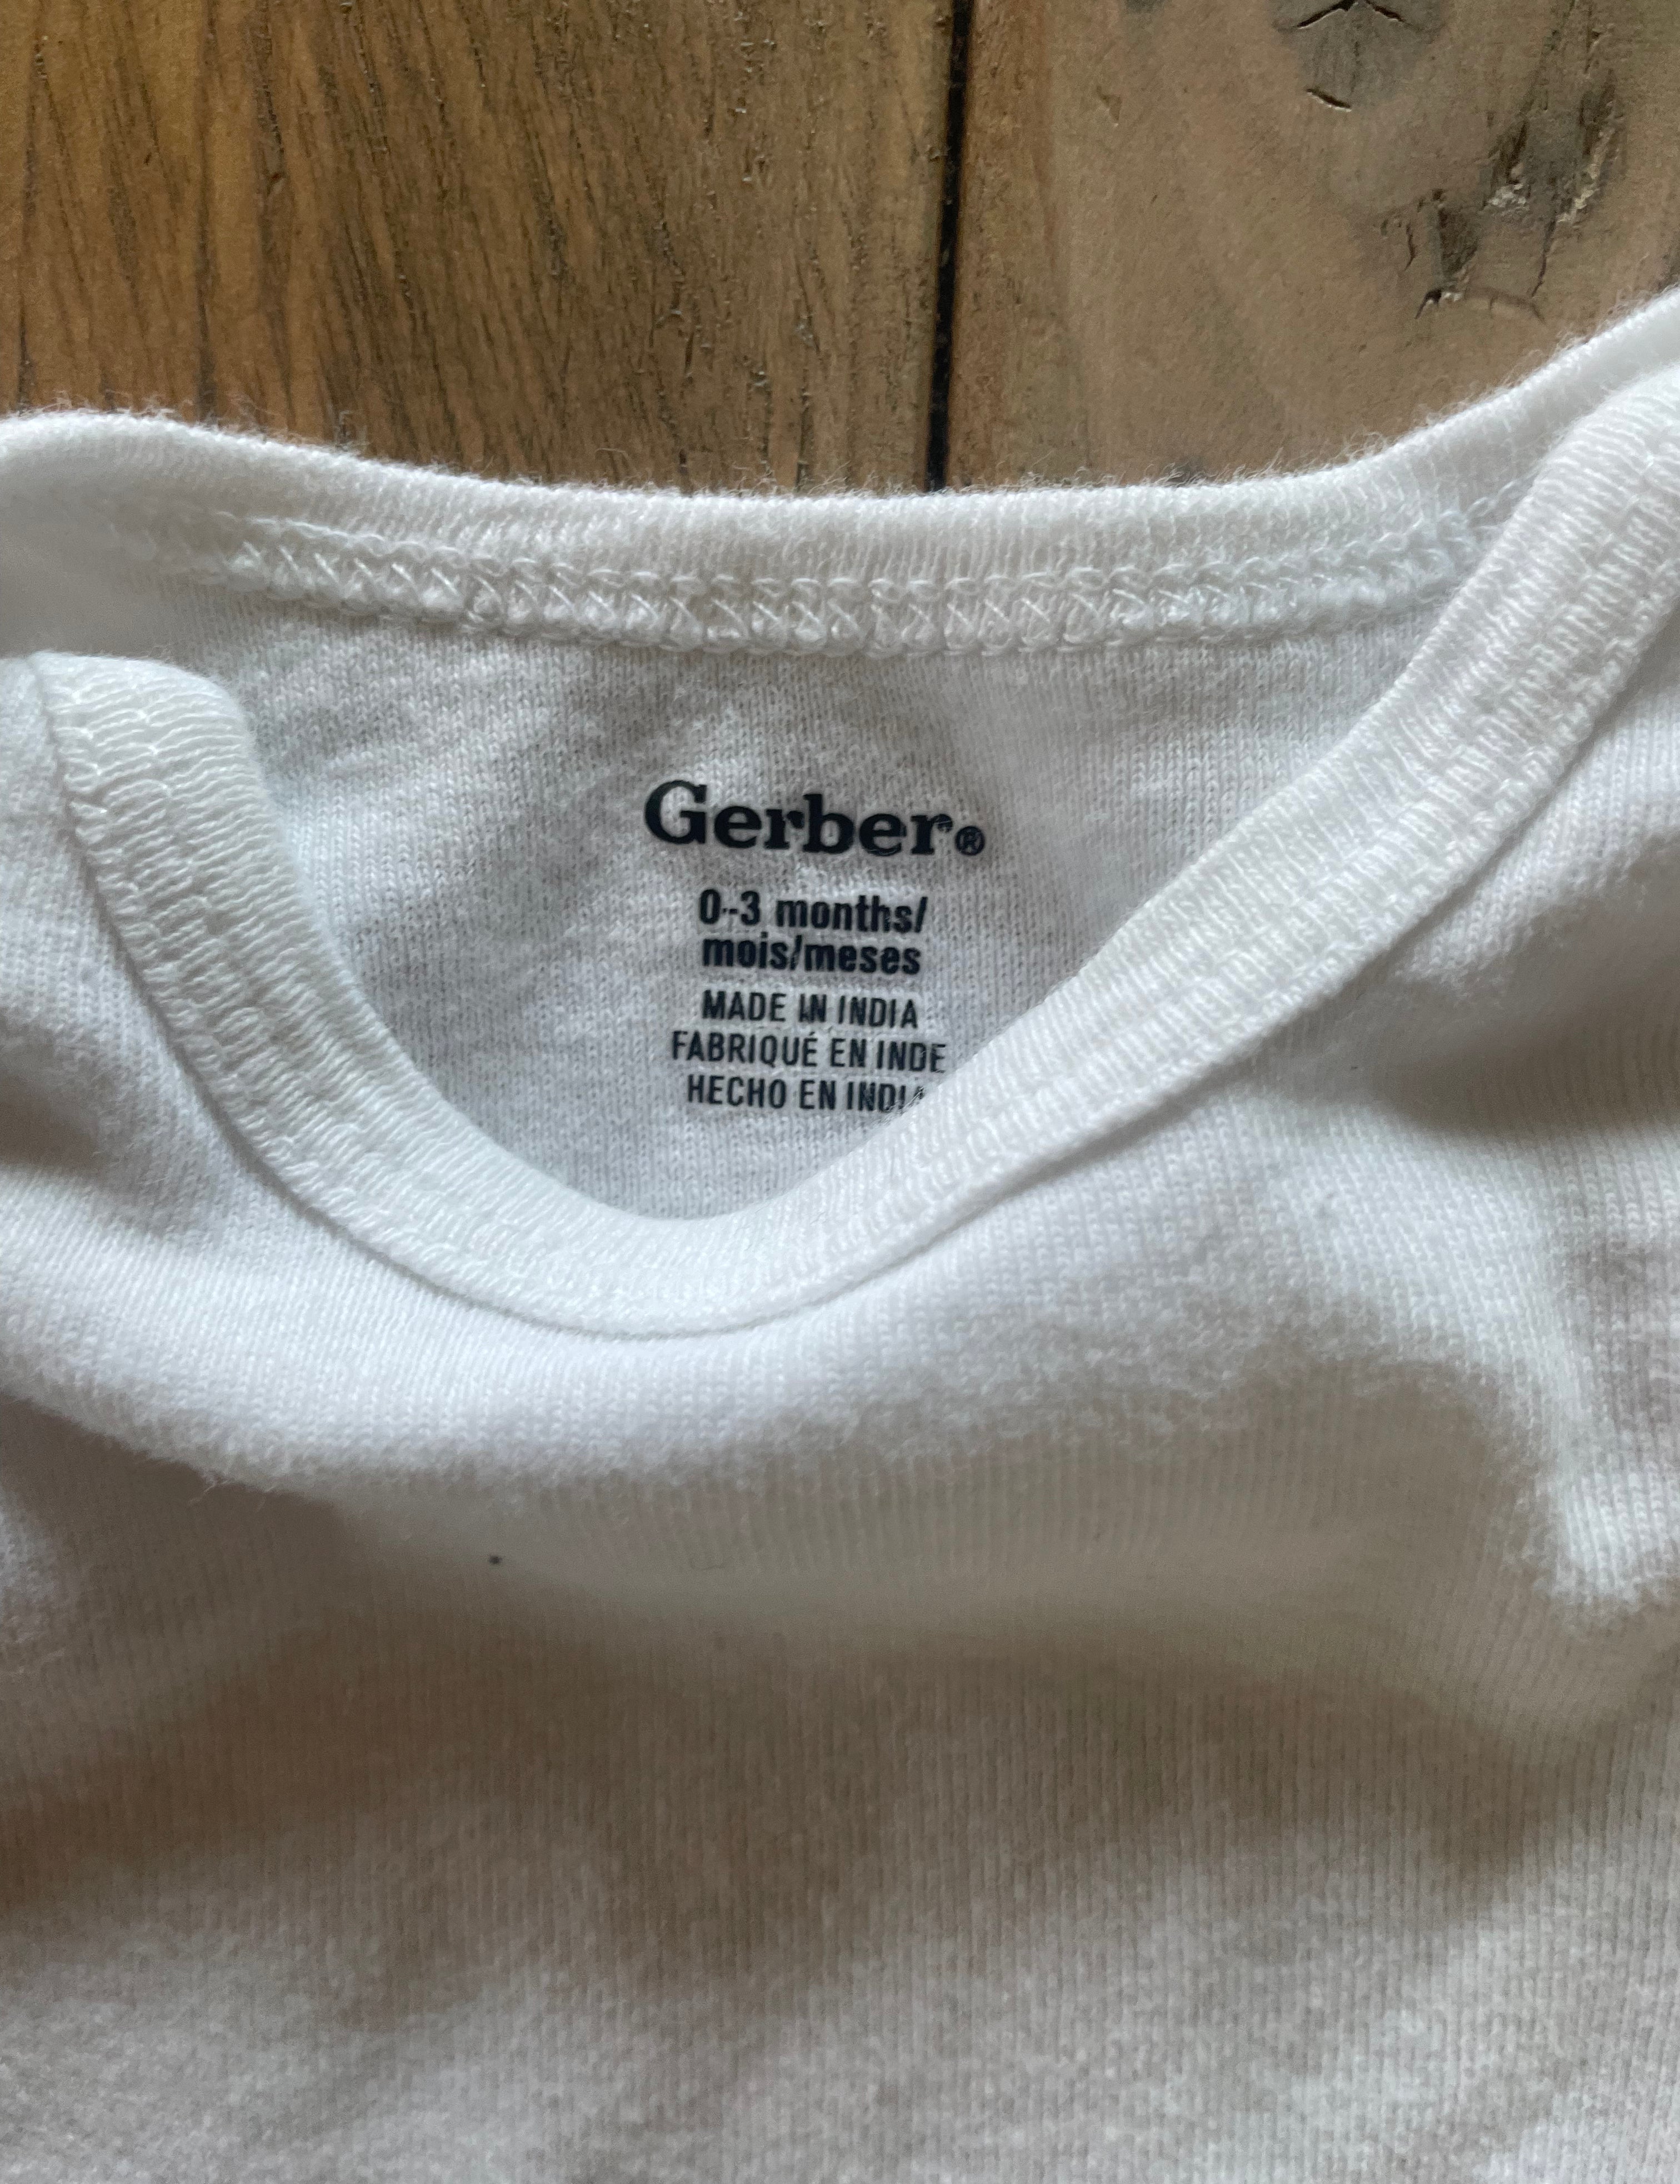 Gerber®
0-3 months/
mois/meses
MADE IN INDIA
FABRIQUÉ EN INDE
HECHO EN INDIA